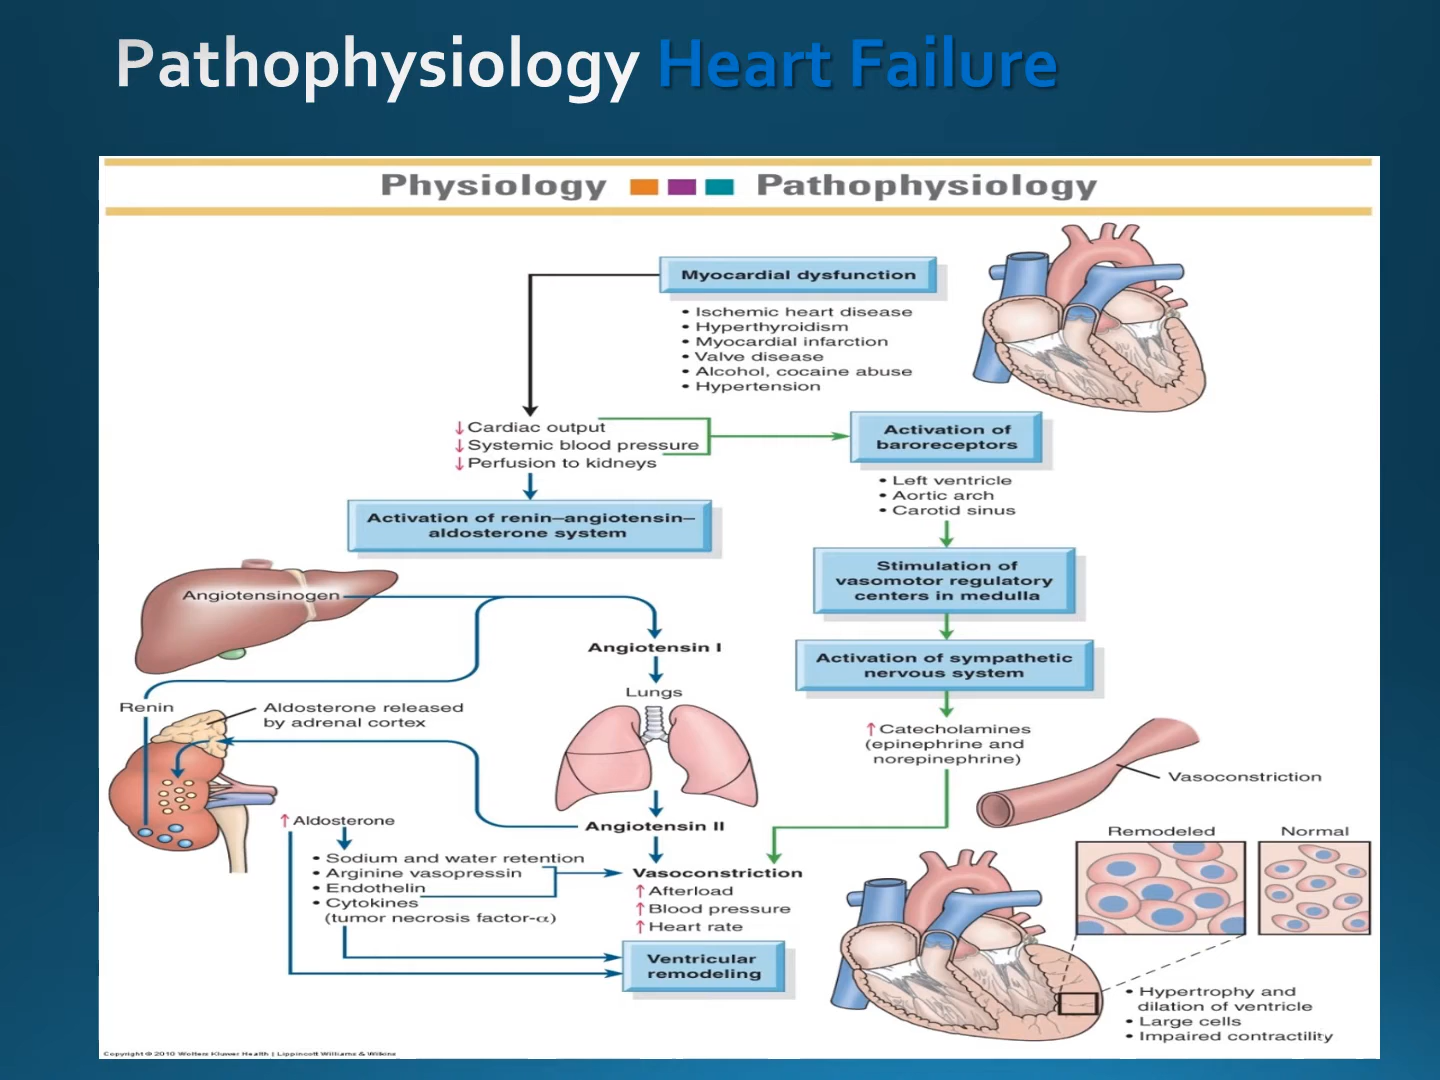 Pathophysiology Heart Failure
Physiology Pathophysiology
Myocardial dysfunction
• Ischemic heart disease
• Hyperthyroidism
• Myocardial infarction
• Valve disease
• Alcohol, cocaine abuse
• Hypertension
↓Cardiac output
↓Systemic blood pressure
↓Perfusion to kidneys
Activation of
baroreceptors
• Left ventricle
• Aortic arch
• Carotid sinus
Activation of renin–angiotensin–
aldosterone system
Stimulation of
vasomotor regulatory
centers in medulla
Angiotensinogen
Angiotensin I
Activation of sympathetic
nervous system
Lungs
Renin
Aldosterone released
by adrenal cortex
↑Catecholamines
(epinephrine and
norepinephrine)
Vasoconstriction
↑Aldosterone
Angiotensin II
Remodeled
Normal
• Sodium and water retention
• Arginine vasopressin
• Endothelin
• Cytokines
(tumor necrosis factor-α)
Vasoconstriction
↑Afterload
↑Blood pressure
↑Heart rate
Ventricular
remodeling
• Hypertrophy and
dilation of ventricle
• Large cells
• Impaired contractility
Copyright © 2010 Wolters Kluwer Health | Lippincott Williams & Wilkins